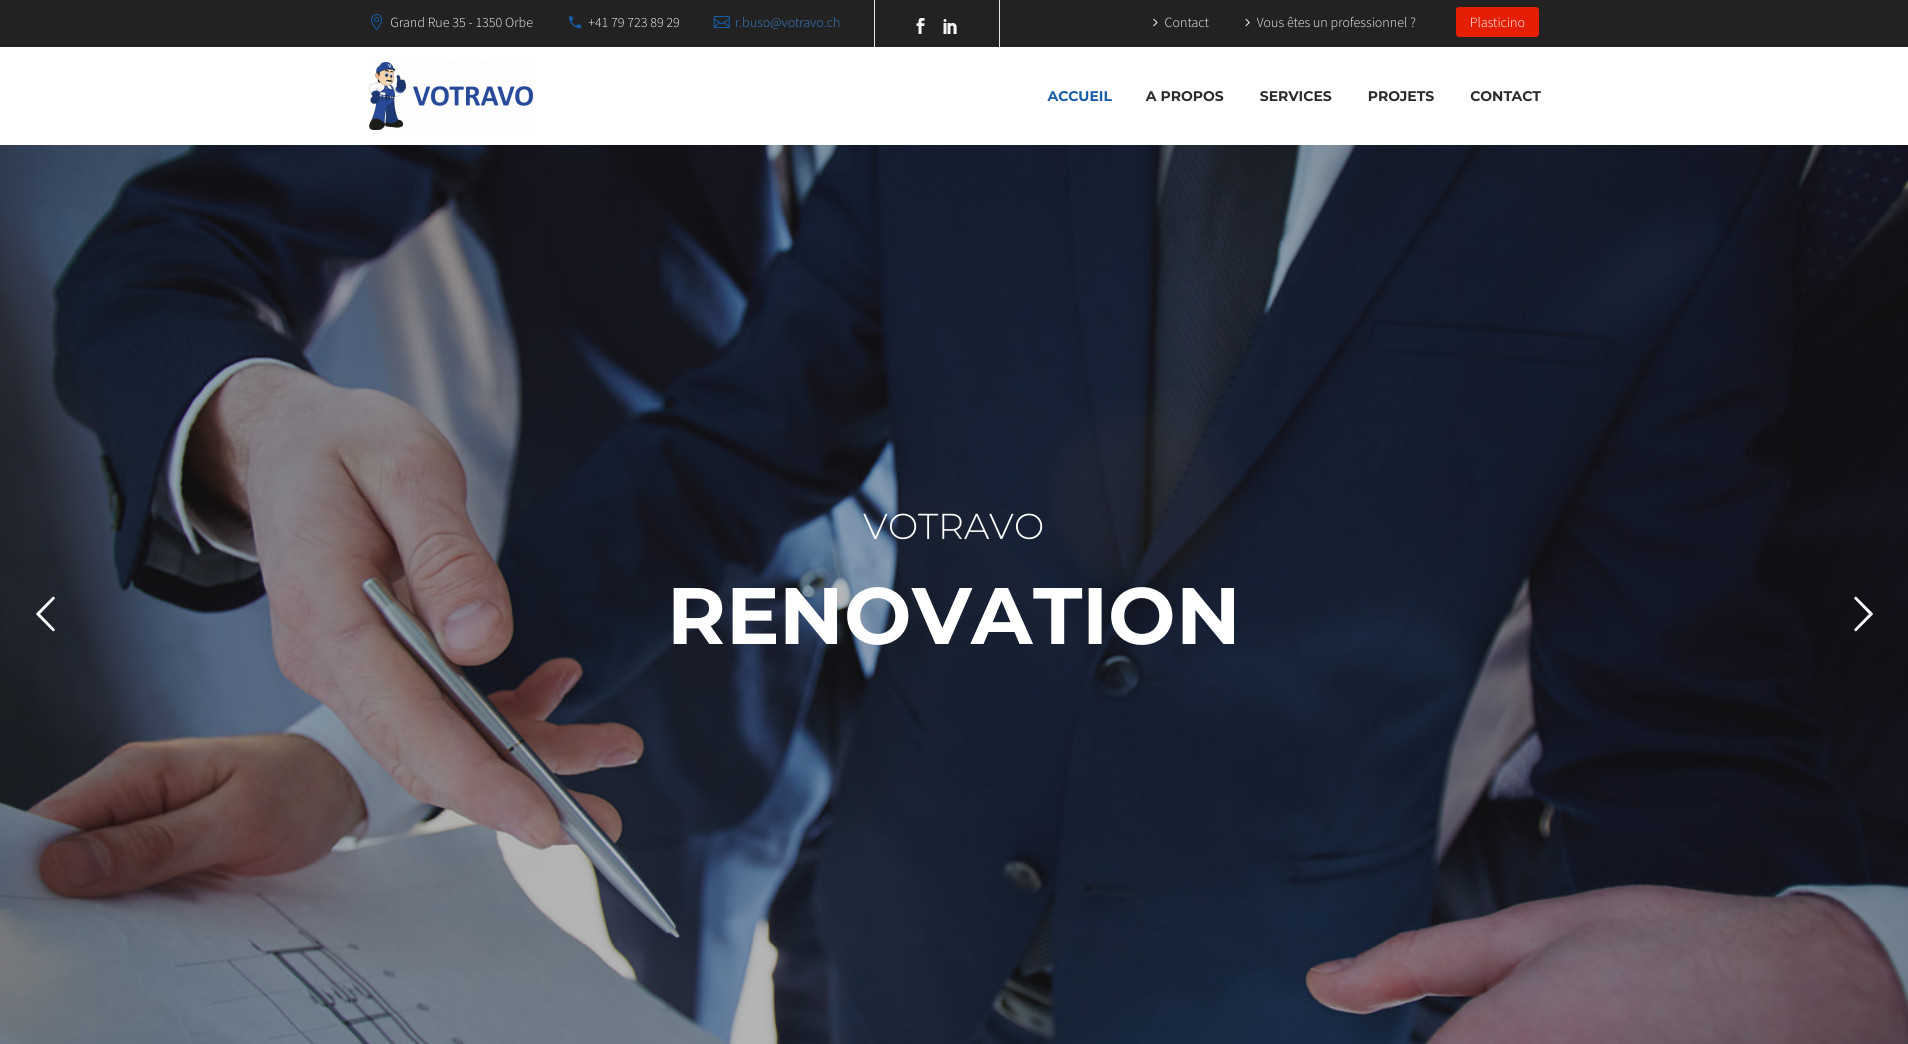 Grand Rue 35 - 1350 Orbe
+41 79 723 89 29
r.buso@votravo.ch
Contact
Vous êtes un professionnel ?
Plasticino
VOTRAVO
ACCUEIL
A PROPOS
SERVICES
PROJETS
CONTACT
VOTRAVO
RENOVATION